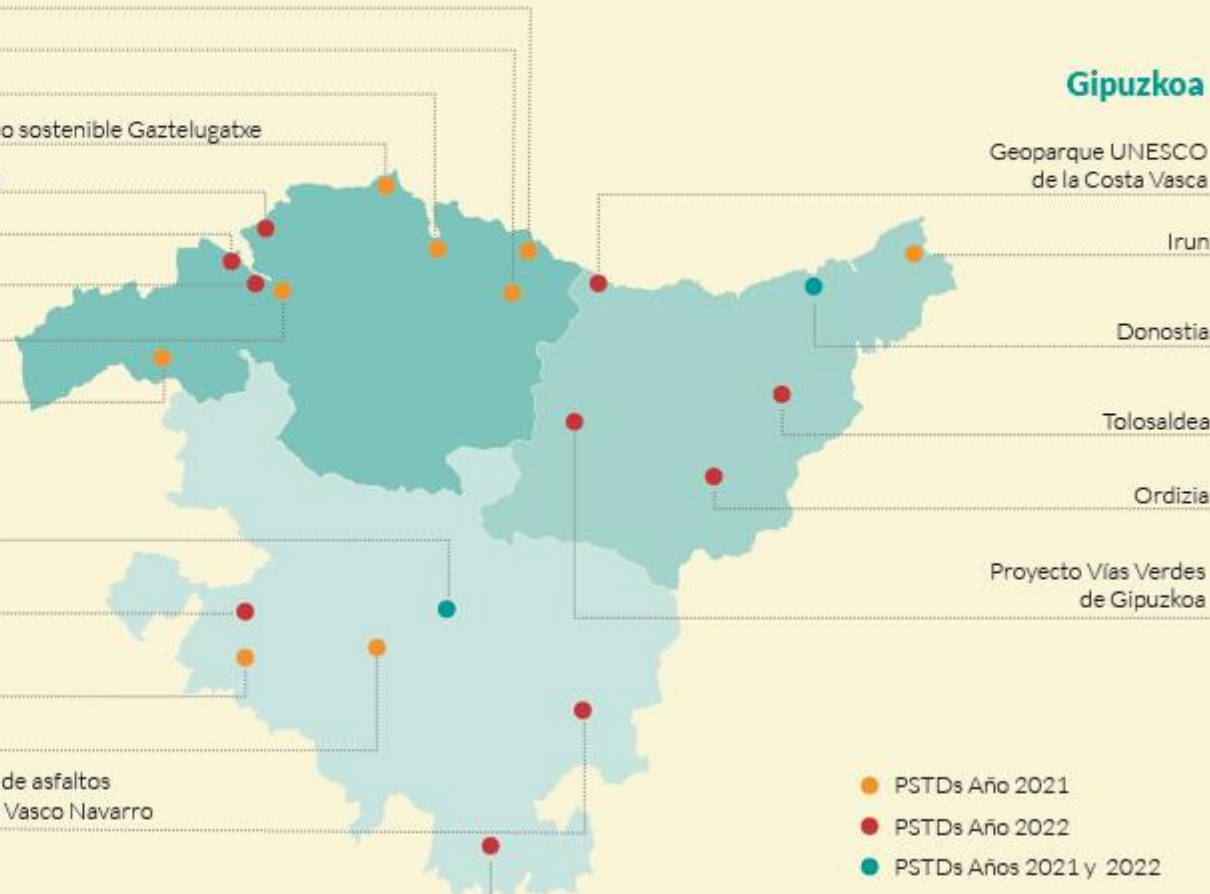 o sostenible Gaztelugatxe
de asfaltos
Vasco Navarro
Gipuzkoa
Geoparque UNESCO
de la Costa Vasca
Irun
Donostia
Tolosaldea
Ordizia
Proyecto Vías Verdes
de Gipuzkoa
PSTDs Año 2021
PSTDs Año 2022
PSTDs Años 2021 y 2022